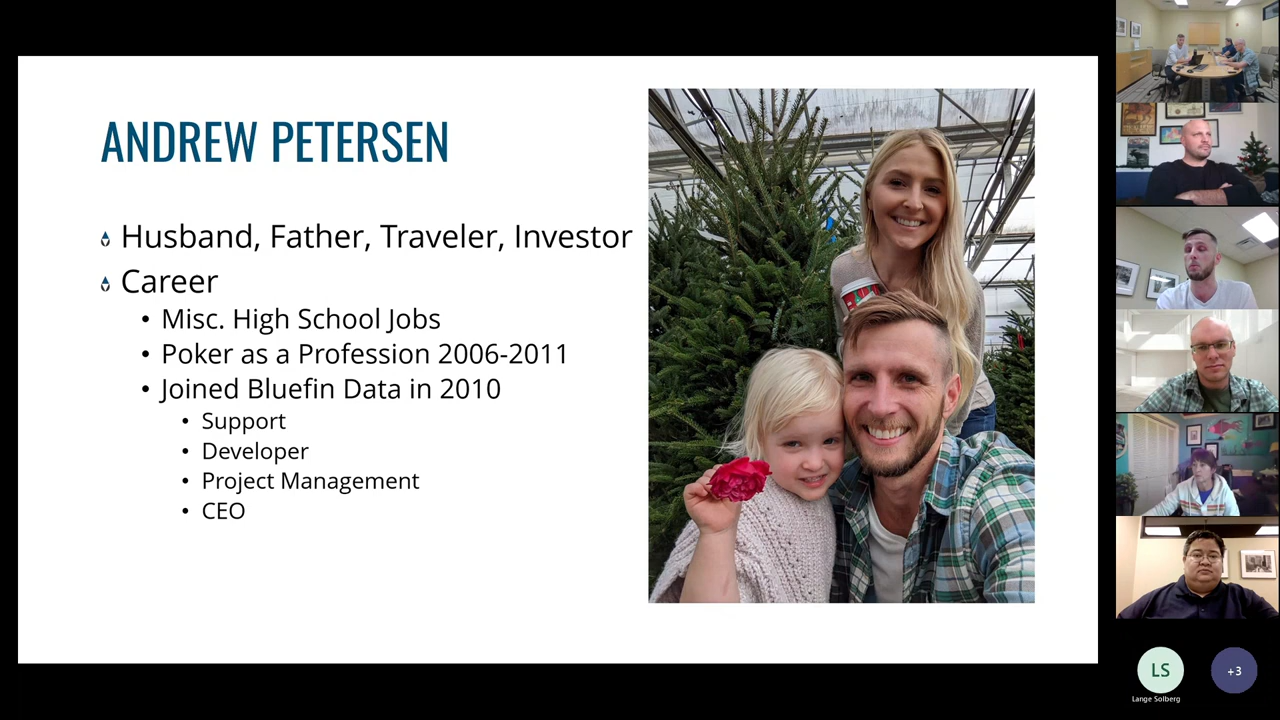 ANDREW PETERSEN
Husband, Father, Traveler, Investor
Career
Misc. High School Jobs
Poker as a Profession 2006-2011
Joined Bluefin Data in 2010
Support
Developer
Project Management
CEO
LS
+3
Lange Solberg